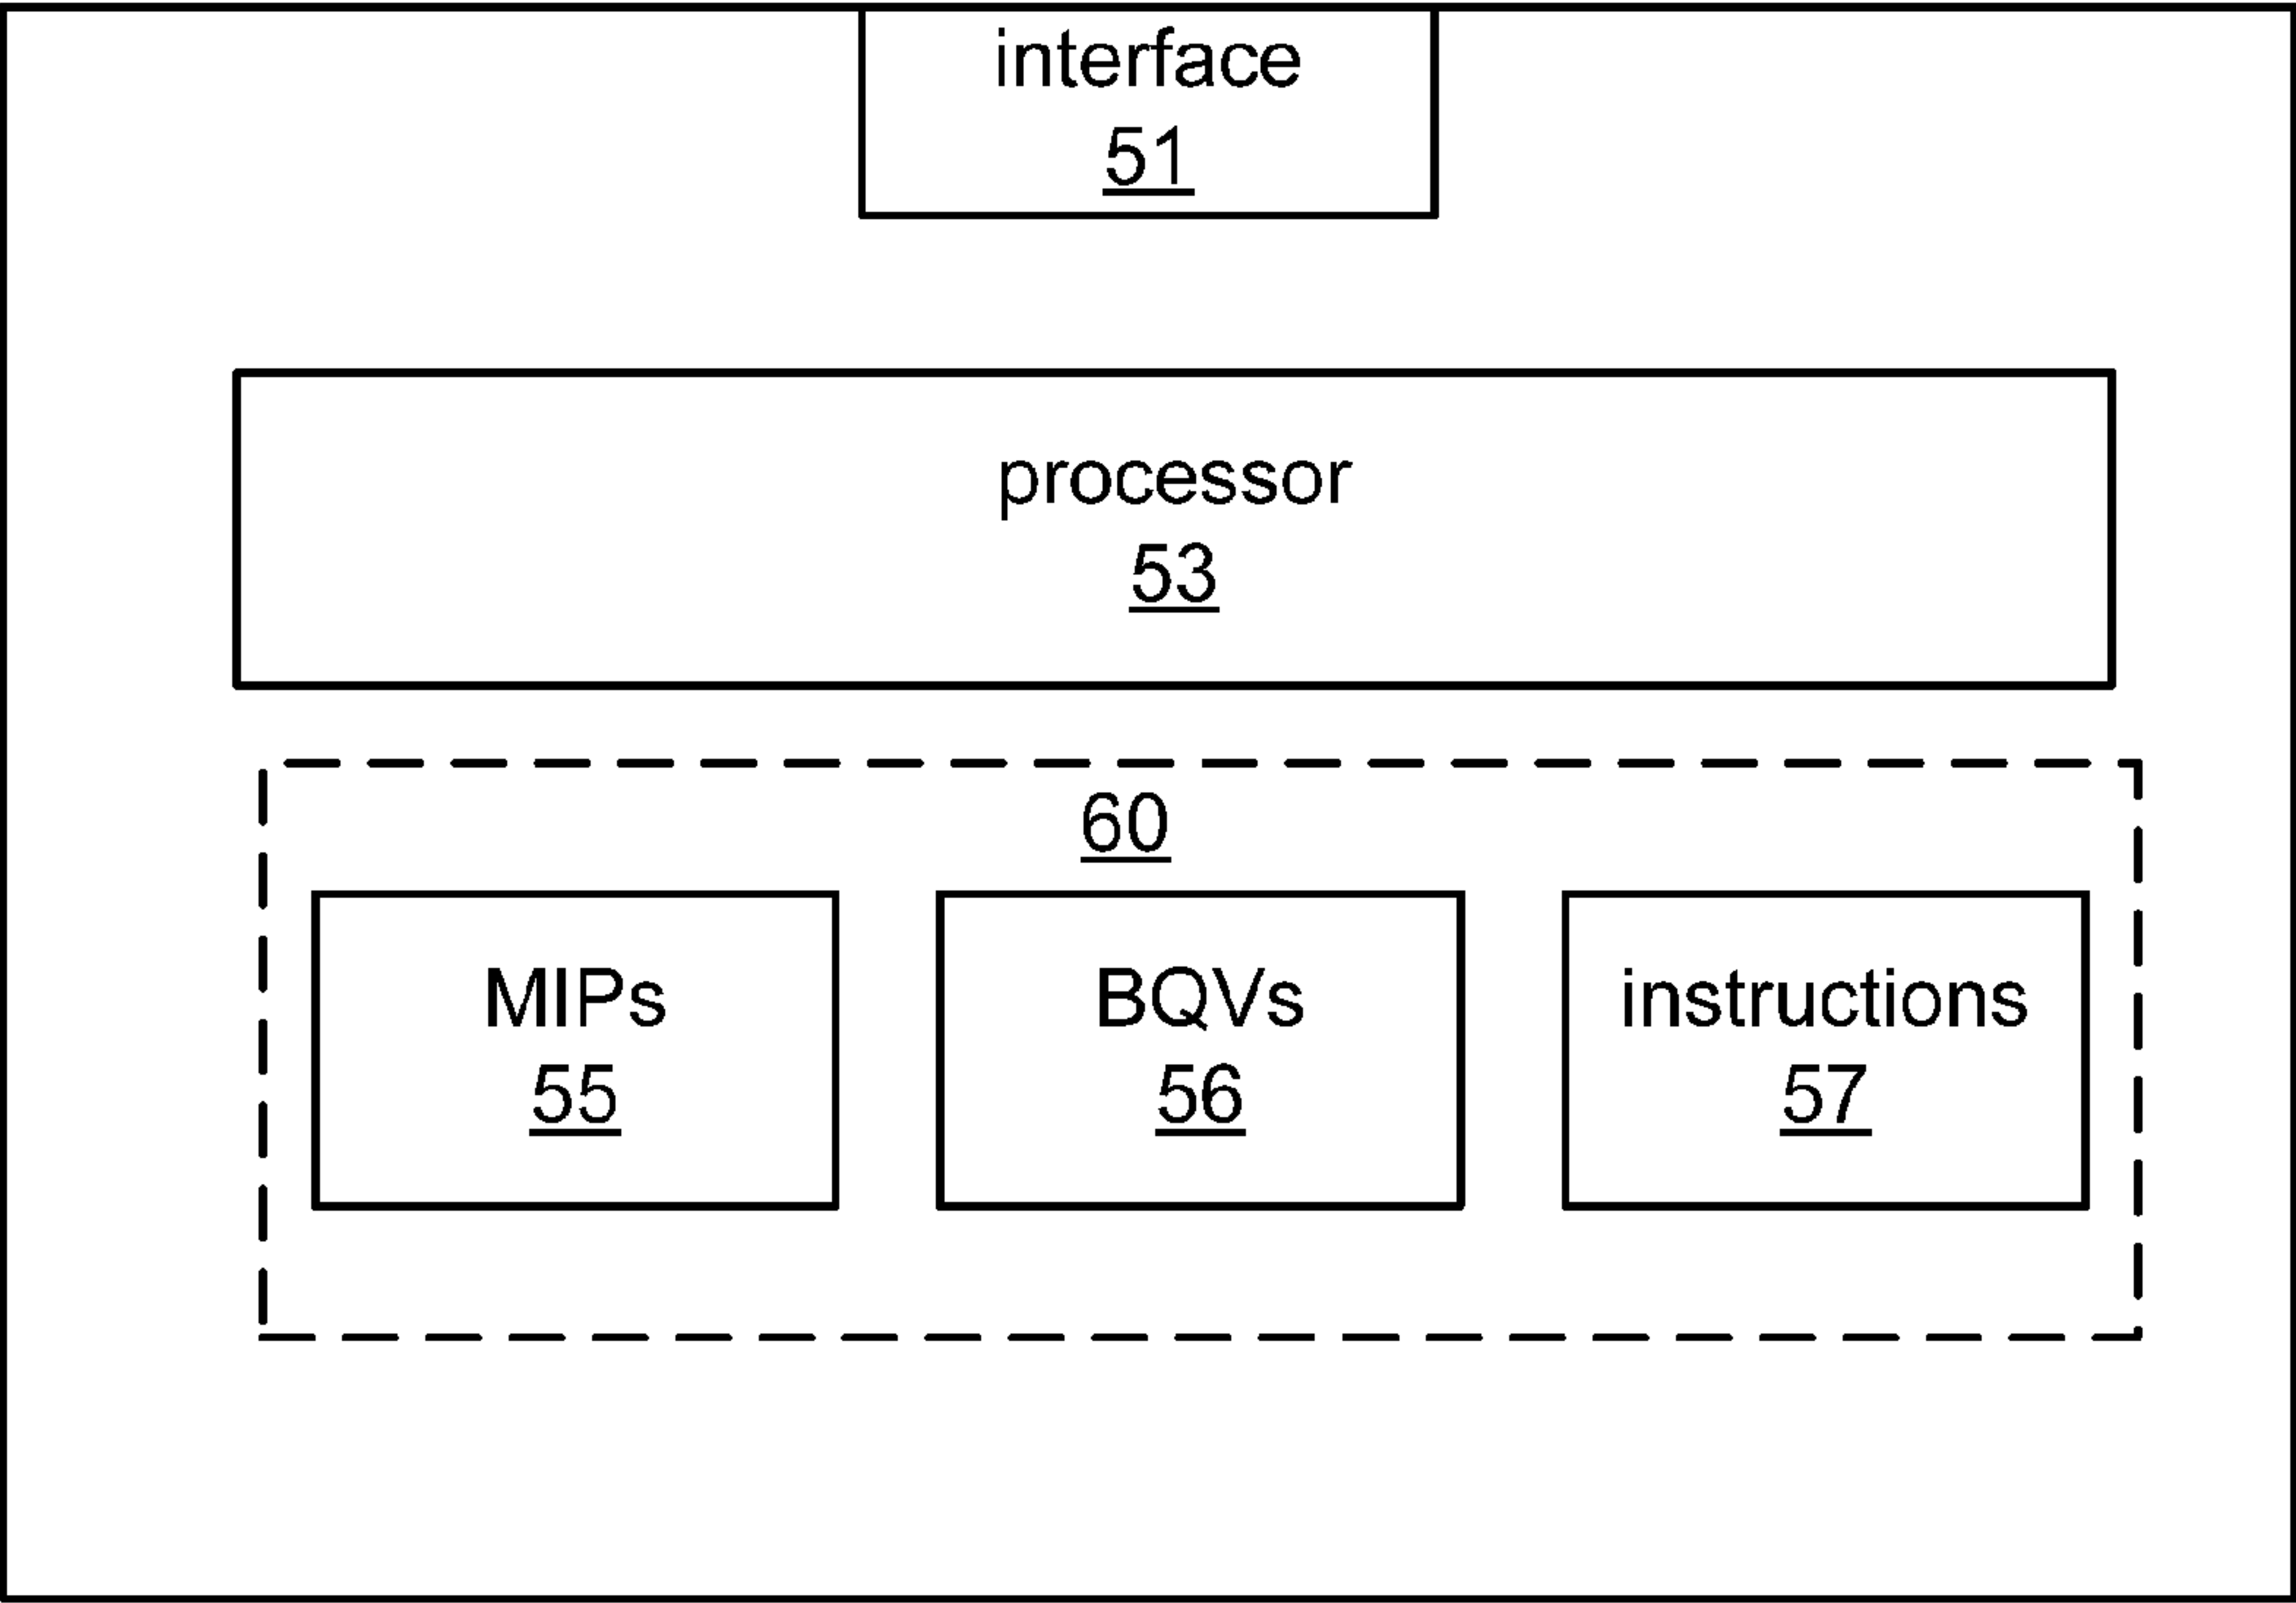 interface
51
processor
53
60
MIPs
55
BQVs
56
instructions
57